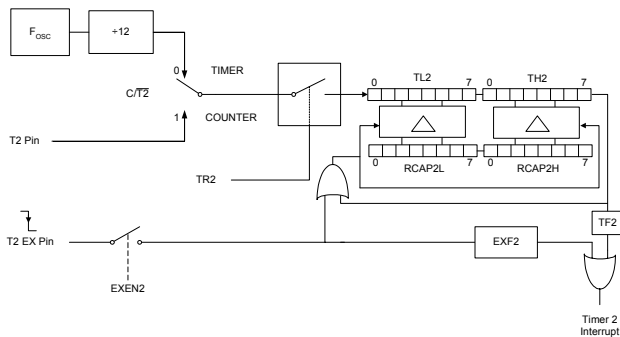 FOSC
÷12
0
TIMER
C/T2
1
COUNTER
T2 Pin
TR2
0 TL2 7
0 TH2 7
0 RCAP2L 7
0 RCAP2H 7
TF2
T2 EX Pin
EXF2
EXEN2
Timer 2
Interrupt